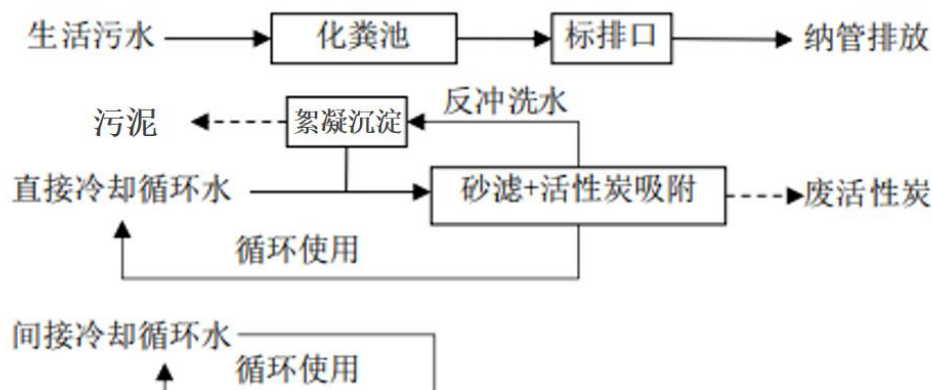 生活污水
化粪池
标排口
纳管排放
反冲洗水
污泥
絮凝沉淀
直接冷却循环水
砂滤+活性炭吸附
废活性炭
循环使用
间接冷却循环水
循环使用